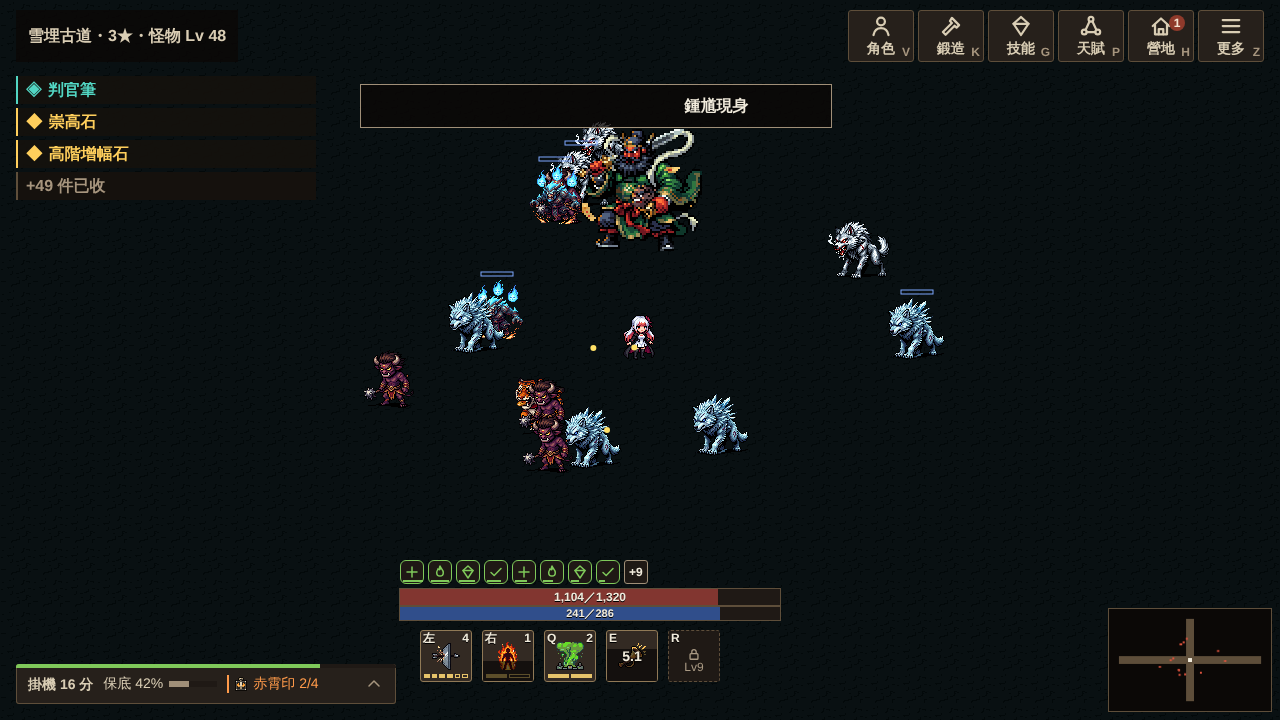 雪埋古道・3★・怪物 Lv 48
角色 V
鍛造 K
技能 G
天賦 P
營地 H 1
更多 Z
判官筆
崇高石
高階增幅石
+49 件已收
鍾馗現身
+9
1,104／1,320
241／286
左 4
右 1
Q 2
E 5.1
R Lv9
掛機 16 分 保底 42% 赤霄印 2/4